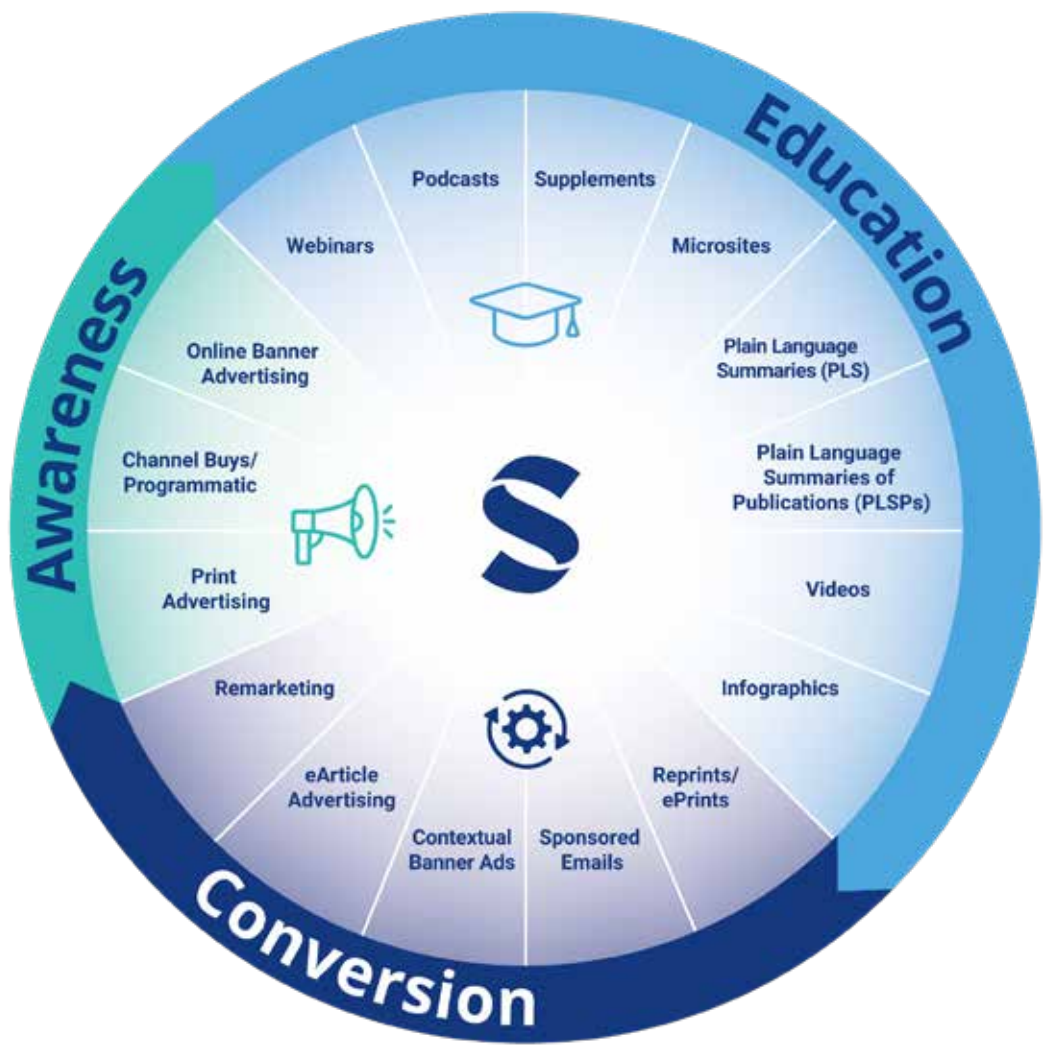 Education
Podcasts
Supplements
Webinars
Microsites
Awareness
Online Banner
Advertising
Plain Language
Summaries (PLS)
Channel Buys/
Programmatic
Plain Language
Summaries of
Publications (PLSPs)
S
Print
Advertising
Videos
Remarketing
Infographics
eArticle
Advertising
Reprints/
ePrints
Contextual
Banner Ads
Sponsored
Emails
Conversion